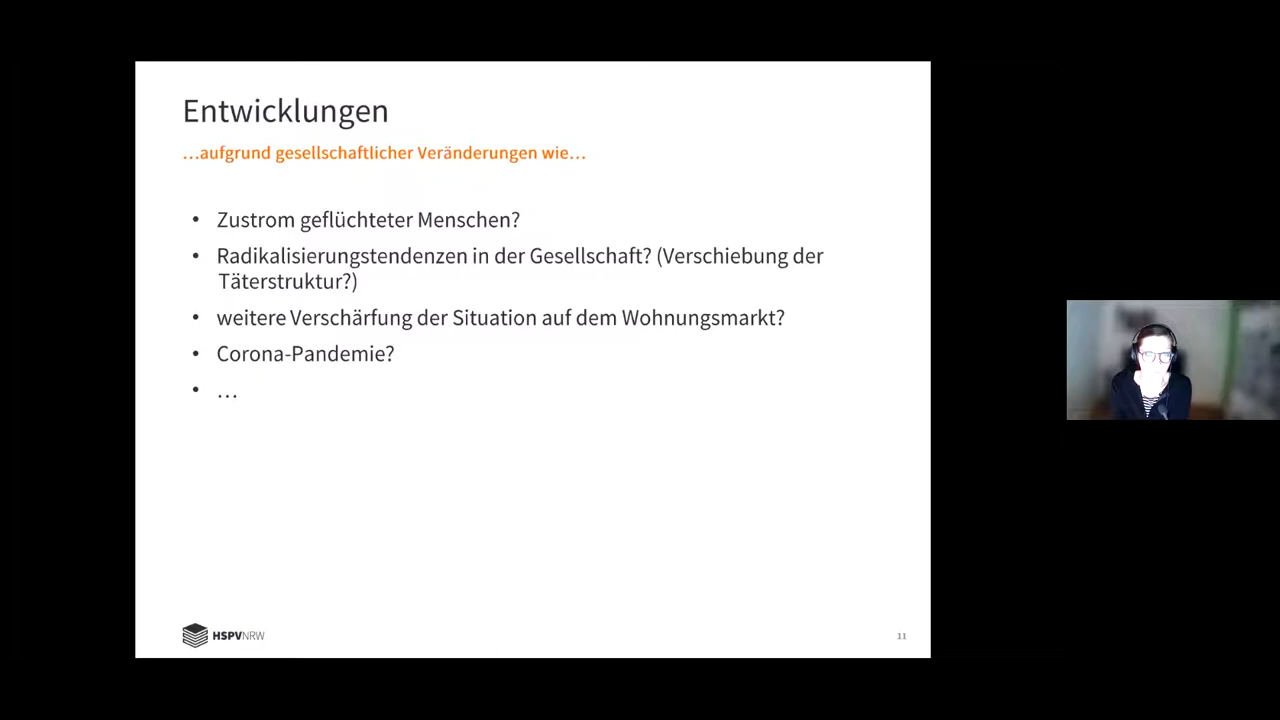 Entwicklungen
…aufgrund gesellschaftlicher Veränderungen wie…
• Zustrom geflüchteter Menschen?
• Radikalisierungstendenzen in der Gesellschaft? (Verschiebung der
Täterstruktur?)
• weitere Verschärfung der Situation auf dem Wohnungsmarkt?
• Corona-Pandemie?
• …
HSPVNRW
11